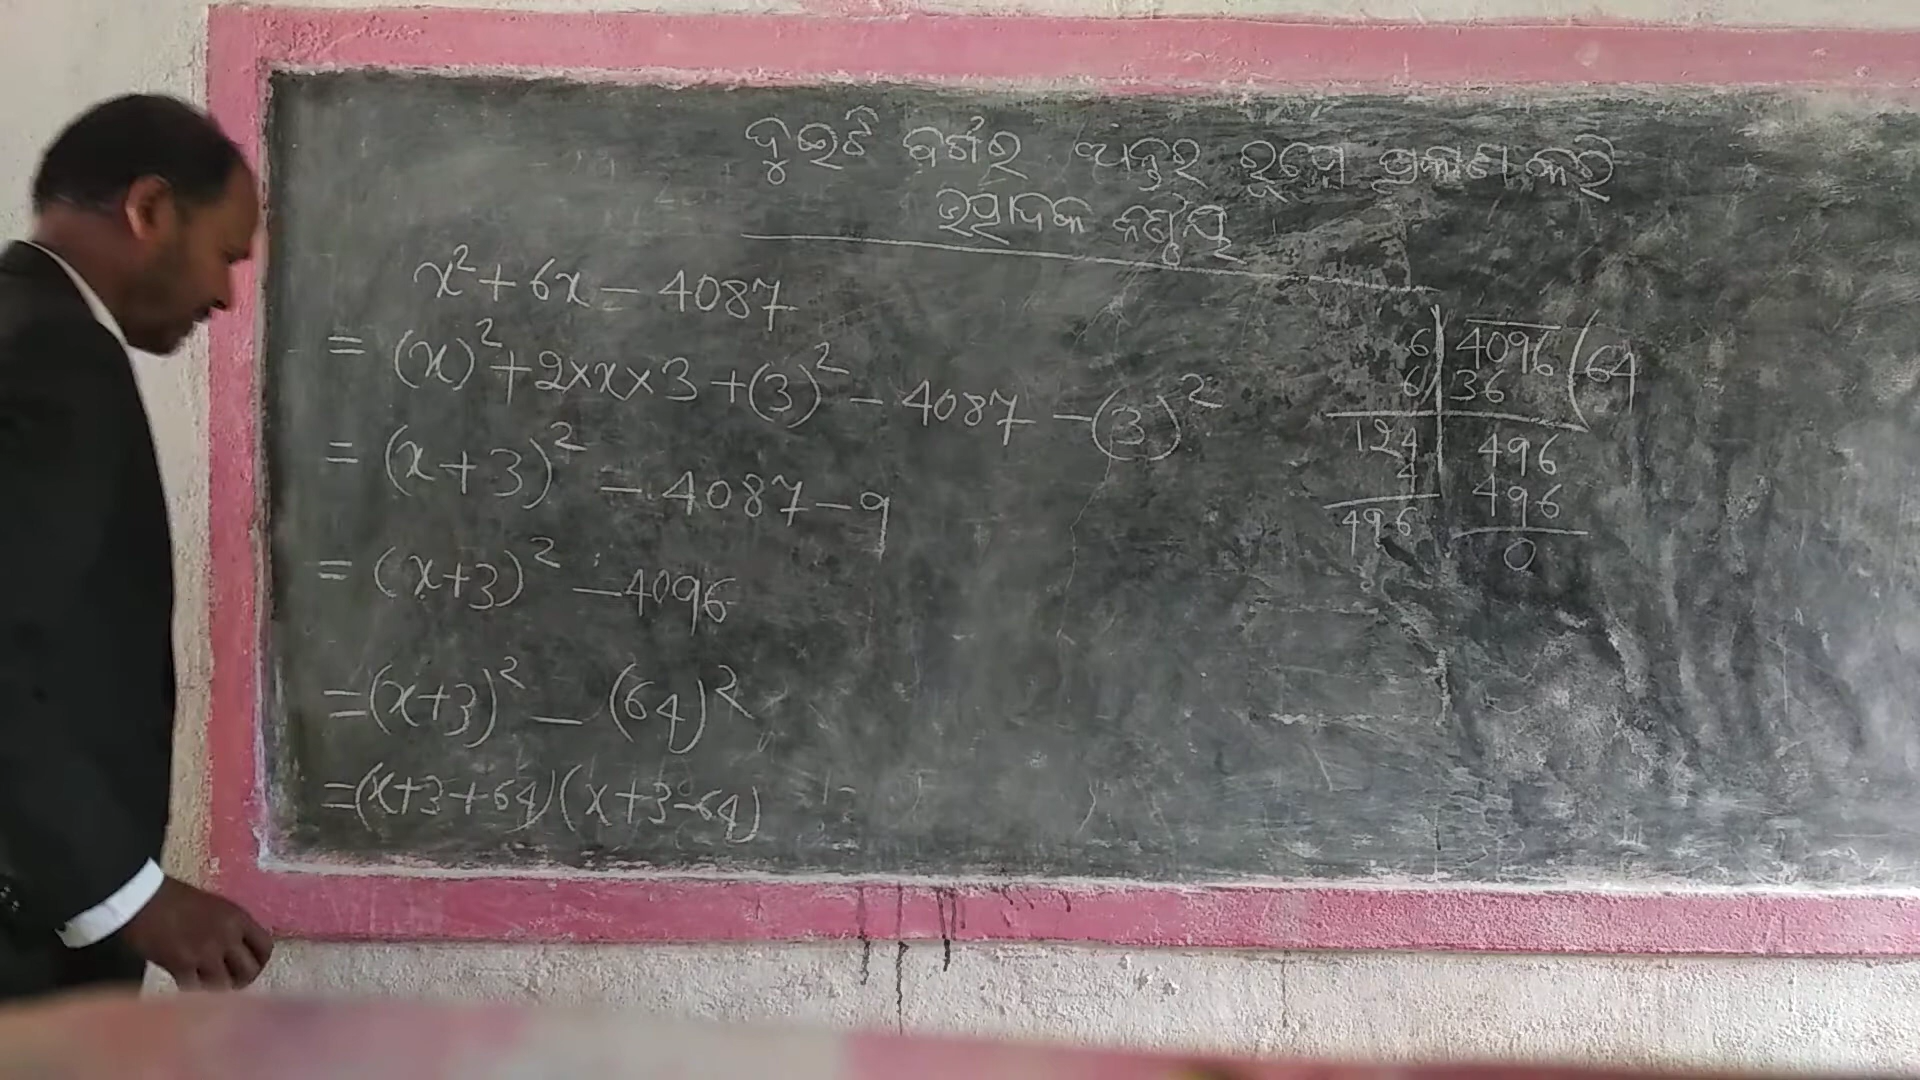 ଦୁଇଟି ବର୍ଗର ଅନ୍ତର ରୂପେ ପ୍ରକାଶ କରି
ଉତ୍ପାଦକ ନିର୍ଣ୍ଣୟ
x² + 6x - 4087
= (x)² + 2×x×3 + (3)² - 4087 - (3)²
= (x+3)² - 4087 - 9
= (x+3)² - 4096
= (x+3)² - (64)²
= (x+3+64)(x+3-64)
6 | 4096 ( 64
6 | 36
124 | 496
4 | 496
496 | 0